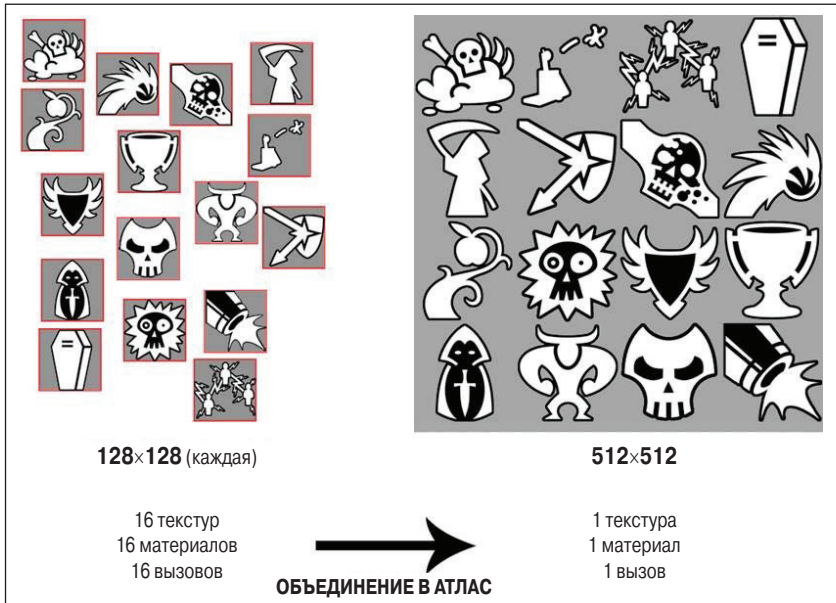 128×128 (каждая)
512×512
16 текстур
16 материалов
16 вызовов
ОБЪЕДИНЕНИЕ В АТЛАС
1 текстура
1 материал
1 вызов